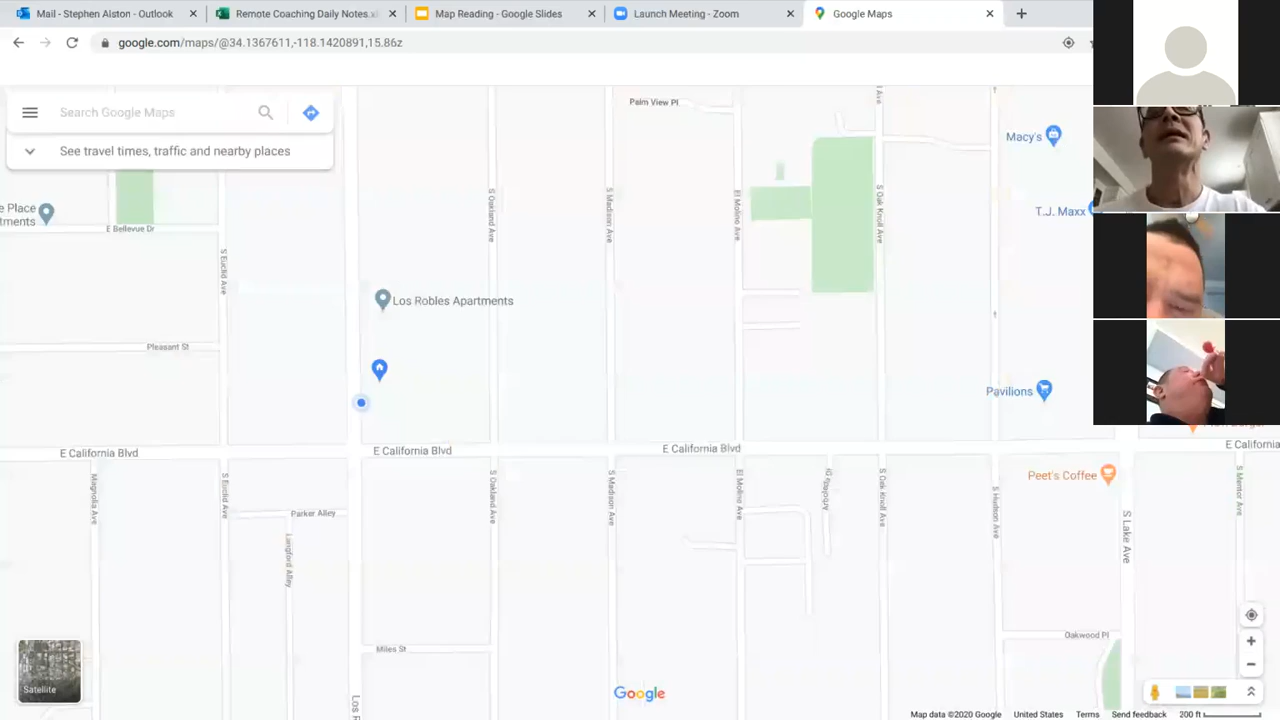 Mail - Stephen Alston - Outlook
Remote Coaching Daily Notes.xl
Map Reading - Google Slides
Launch Meeting - Zoom
Google Maps
google.com/maps/@34.1367611,-118.1420891,15.86z
Search Google Maps
See travel times, traffic and nearby places
Palm View Pl
Macy's
T.J. Maxx
e Place
tments
E Bellevue Dr
S Euclid Ave
S Oakland Ave
S Madison Ave
El Molino Ave
S Oak Knoll Ave
l Ave
Los Robles Apartments
Pleasant St
Pavilions
E California Blvd
E California Blvd
E California Blvd
E California
Peet's Coffee
Magnolia Ave
S Euclid Ave
Parker Alley
Langford Alley
S Oakland Ave
S Madison Ave
El Molino Ave
S Oak Knoll Ave
S Hudson Ave
S Lake Ave
S Mentor Ave
Miles St
Oakwood Pl
Los R
Satellite
Google
Map data ©2020 Google
United States
Terms
Send feedback
200 ft